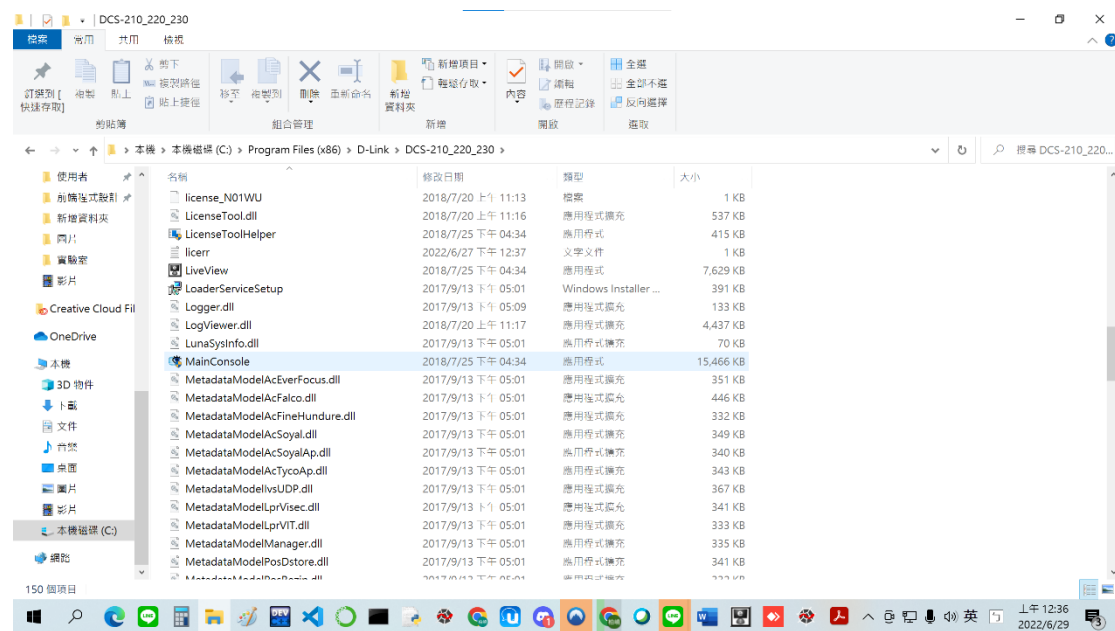 DCS-210_220_230
檔案 常用 共用 檢視
釘選到 [快速存取]
複製
貼上
剪下
複製路徑
貼上捷徑
剪貼簿
移至
複製到
刪除
重新命名
組合管理
新增資料夾
新增項目
輕鬆存取
新增
內容
開啟
編輯
歷程記錄
開啟
全選
全部不選
反向選擇
選取
本機 > 本機磁碟 (C:) > Program Files (x86) > D-Link > DCS-210_220_230 >
搜尋 DCS-210_220...
使用者
前端程式設計
新增資料夾
圖片
實驗室
影片
Creative Cloud Fil
OneDrive
本機
3D 物件
下載
文件
音樂
桌面
圖片
影片
本機磁碟 (C:)
網路
名稱 修改日期 類型 大小
license_N01WU 2018/7/20 上午 11:13 檔案 1 KB
LicenseTool.dll 2018/7/20 上午 11:16 應用程式擴充 537 KB
LicenseToolHelper 2018/7/25 下午 04:34 應用程式 415 KB
licerr 2022/6/27 下午 12:37 文字文件 1 KB
LiveView 2018/7/25 下午 04:34 應用程式 7,629 KB
LoaderServiceSetup 2017/9/13 下午 05:01 Windows Installer ... 391 KB
Logger.dll 2017/9/13 下午 05:09 應用程式擴充 133 KB
LogViewer.dll 2018/7/20 上午 11:17 應用程式擴充 4,437 KB
LunaSysInfo.dll 2017/9/13 下午 05:01 應用程式擴充 70 KB
MainConsole 2018/7/25 下午 04:34 應用程式 15,466 KB
MetadataModelAcEverFocus.dll 2017/9/13 下午 05:01 應用程式擴充 351 KB
MetadataModelAcFalco.dll 2017/9/13 下午 05:01 應用程式擴充 446 KB
MetadataModelAcFineHundure.dll 2017/9/13 下午 05:01 應用程式擴充 332 KB
MetadataModelAcSoyal.dll 2017/9/13 下午 05:01 應用程式擴充 349 KB
MetadataModelAcSoyalAp.dll 2017/9/13 下午 05:01 應用程式擴充 340 KB
MetadataModelAcTycoAp.dll 2017/9/13 下午 05:01 應用程式擴充 343 KB
MetadataModelIvsUDP.dll 2017/9/13 下午 05:01 應用程式擴充 367 KB
MetadataModelLprVisec.dll 2017/9/13 下午 05:01 應用程式擴充 341 KB
MetadataModelLprVIT.dll 2017/9/13 下午 05:01 應用程式擴充 333 KB
MetadataModelManager.dll 2017/9/13 下午 05:01 應用程式擴充 335 KB
MetadataModelPosDstore.dll 2017/9/13 下午 05:01 應用程式擴充 341 KB
150 個項目
英
上午 12:36
2022/6/29